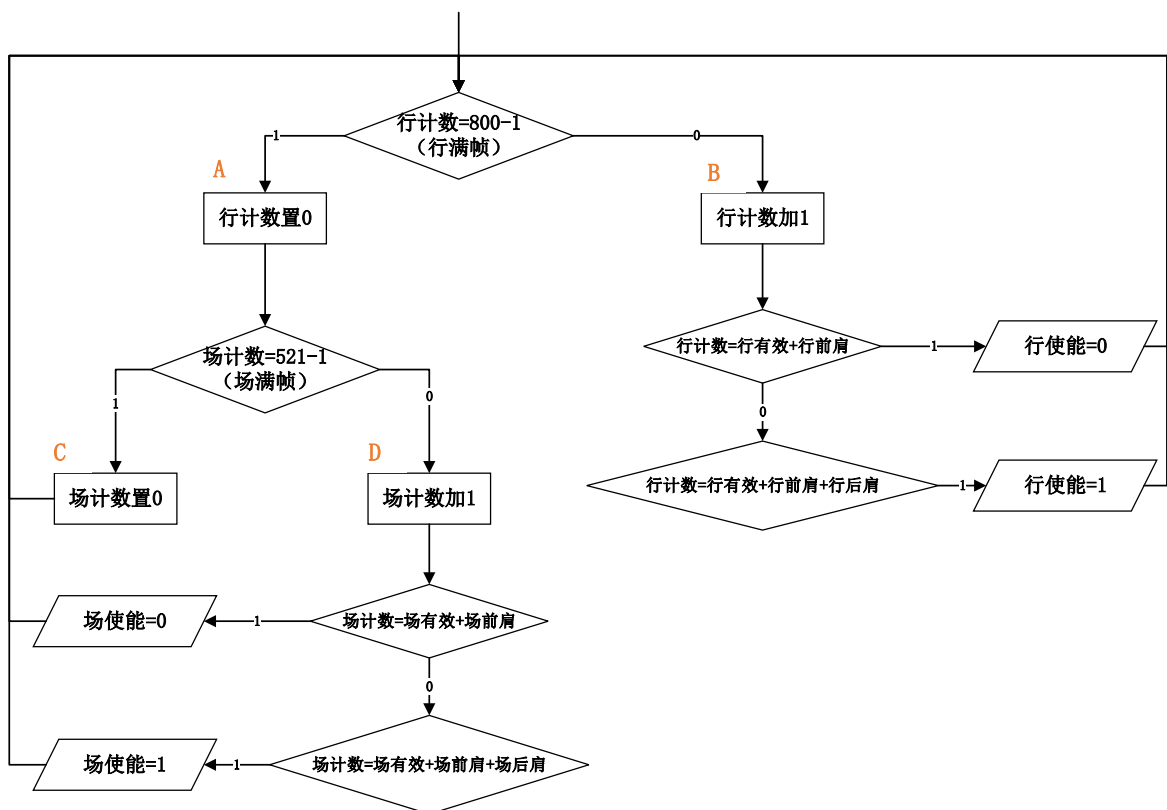 行计数=800-1
（行满帧）
1
0
A
B
行计数置0
行计数加1
场计数=521-1
（场满帧）
行计数=行有效+行前肩
1
行使能=0
1
0
0
C
D
场计数置0
场计数加1
行计数=行有效+行前肩+行后肩
1
行使能=1
场使能=0
1
场计数=场有效+场前肩
0
场使能=1
1
场计数=场有效+场前肩+场后肩